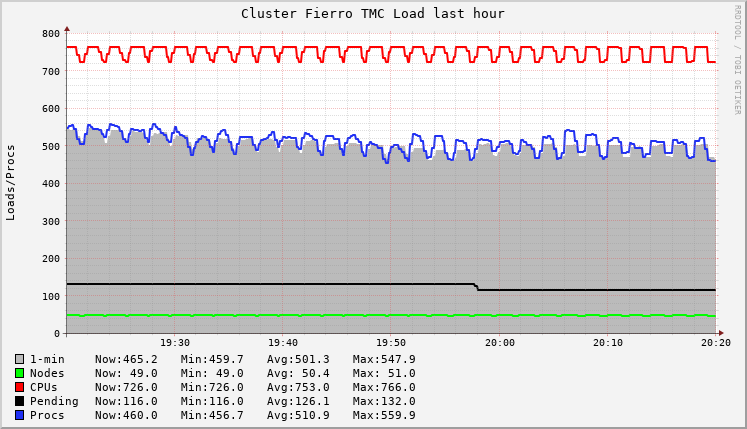 Cluster Fierro TMC Load last hour
RRDTOOL / TOBI OETIKER
Loads/Procs
800
700
600
500
400
300
200
100
0
19:30 19:40 19:50 20:00 20:10 20:20
1-min Now:465.2 Min:459.7 Avg:501.3 Max:547.9
Nodes Now: 49.0 Min: 49.0 Avg: 50.4 Max: 51.0
CPUs Now:726.0 Min:726.0 Avg:753.0 Max:766.0
Pending Now:116.0 Min:116.0 Avg:126.1 Max:132.0
Procs Now:460.0 Min:456.7 Avg:510.9 Max:559.9